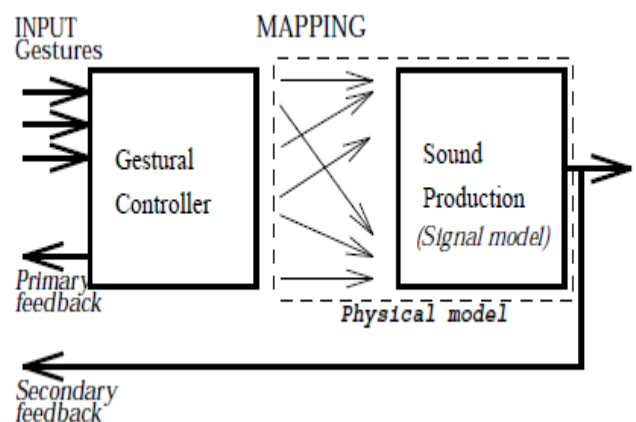 INPUT
Gestures
MAPPING
Gestural
Controller
Sound
Production
(Signal model)
Primary
feedback
Physical model
Secondary
feedback